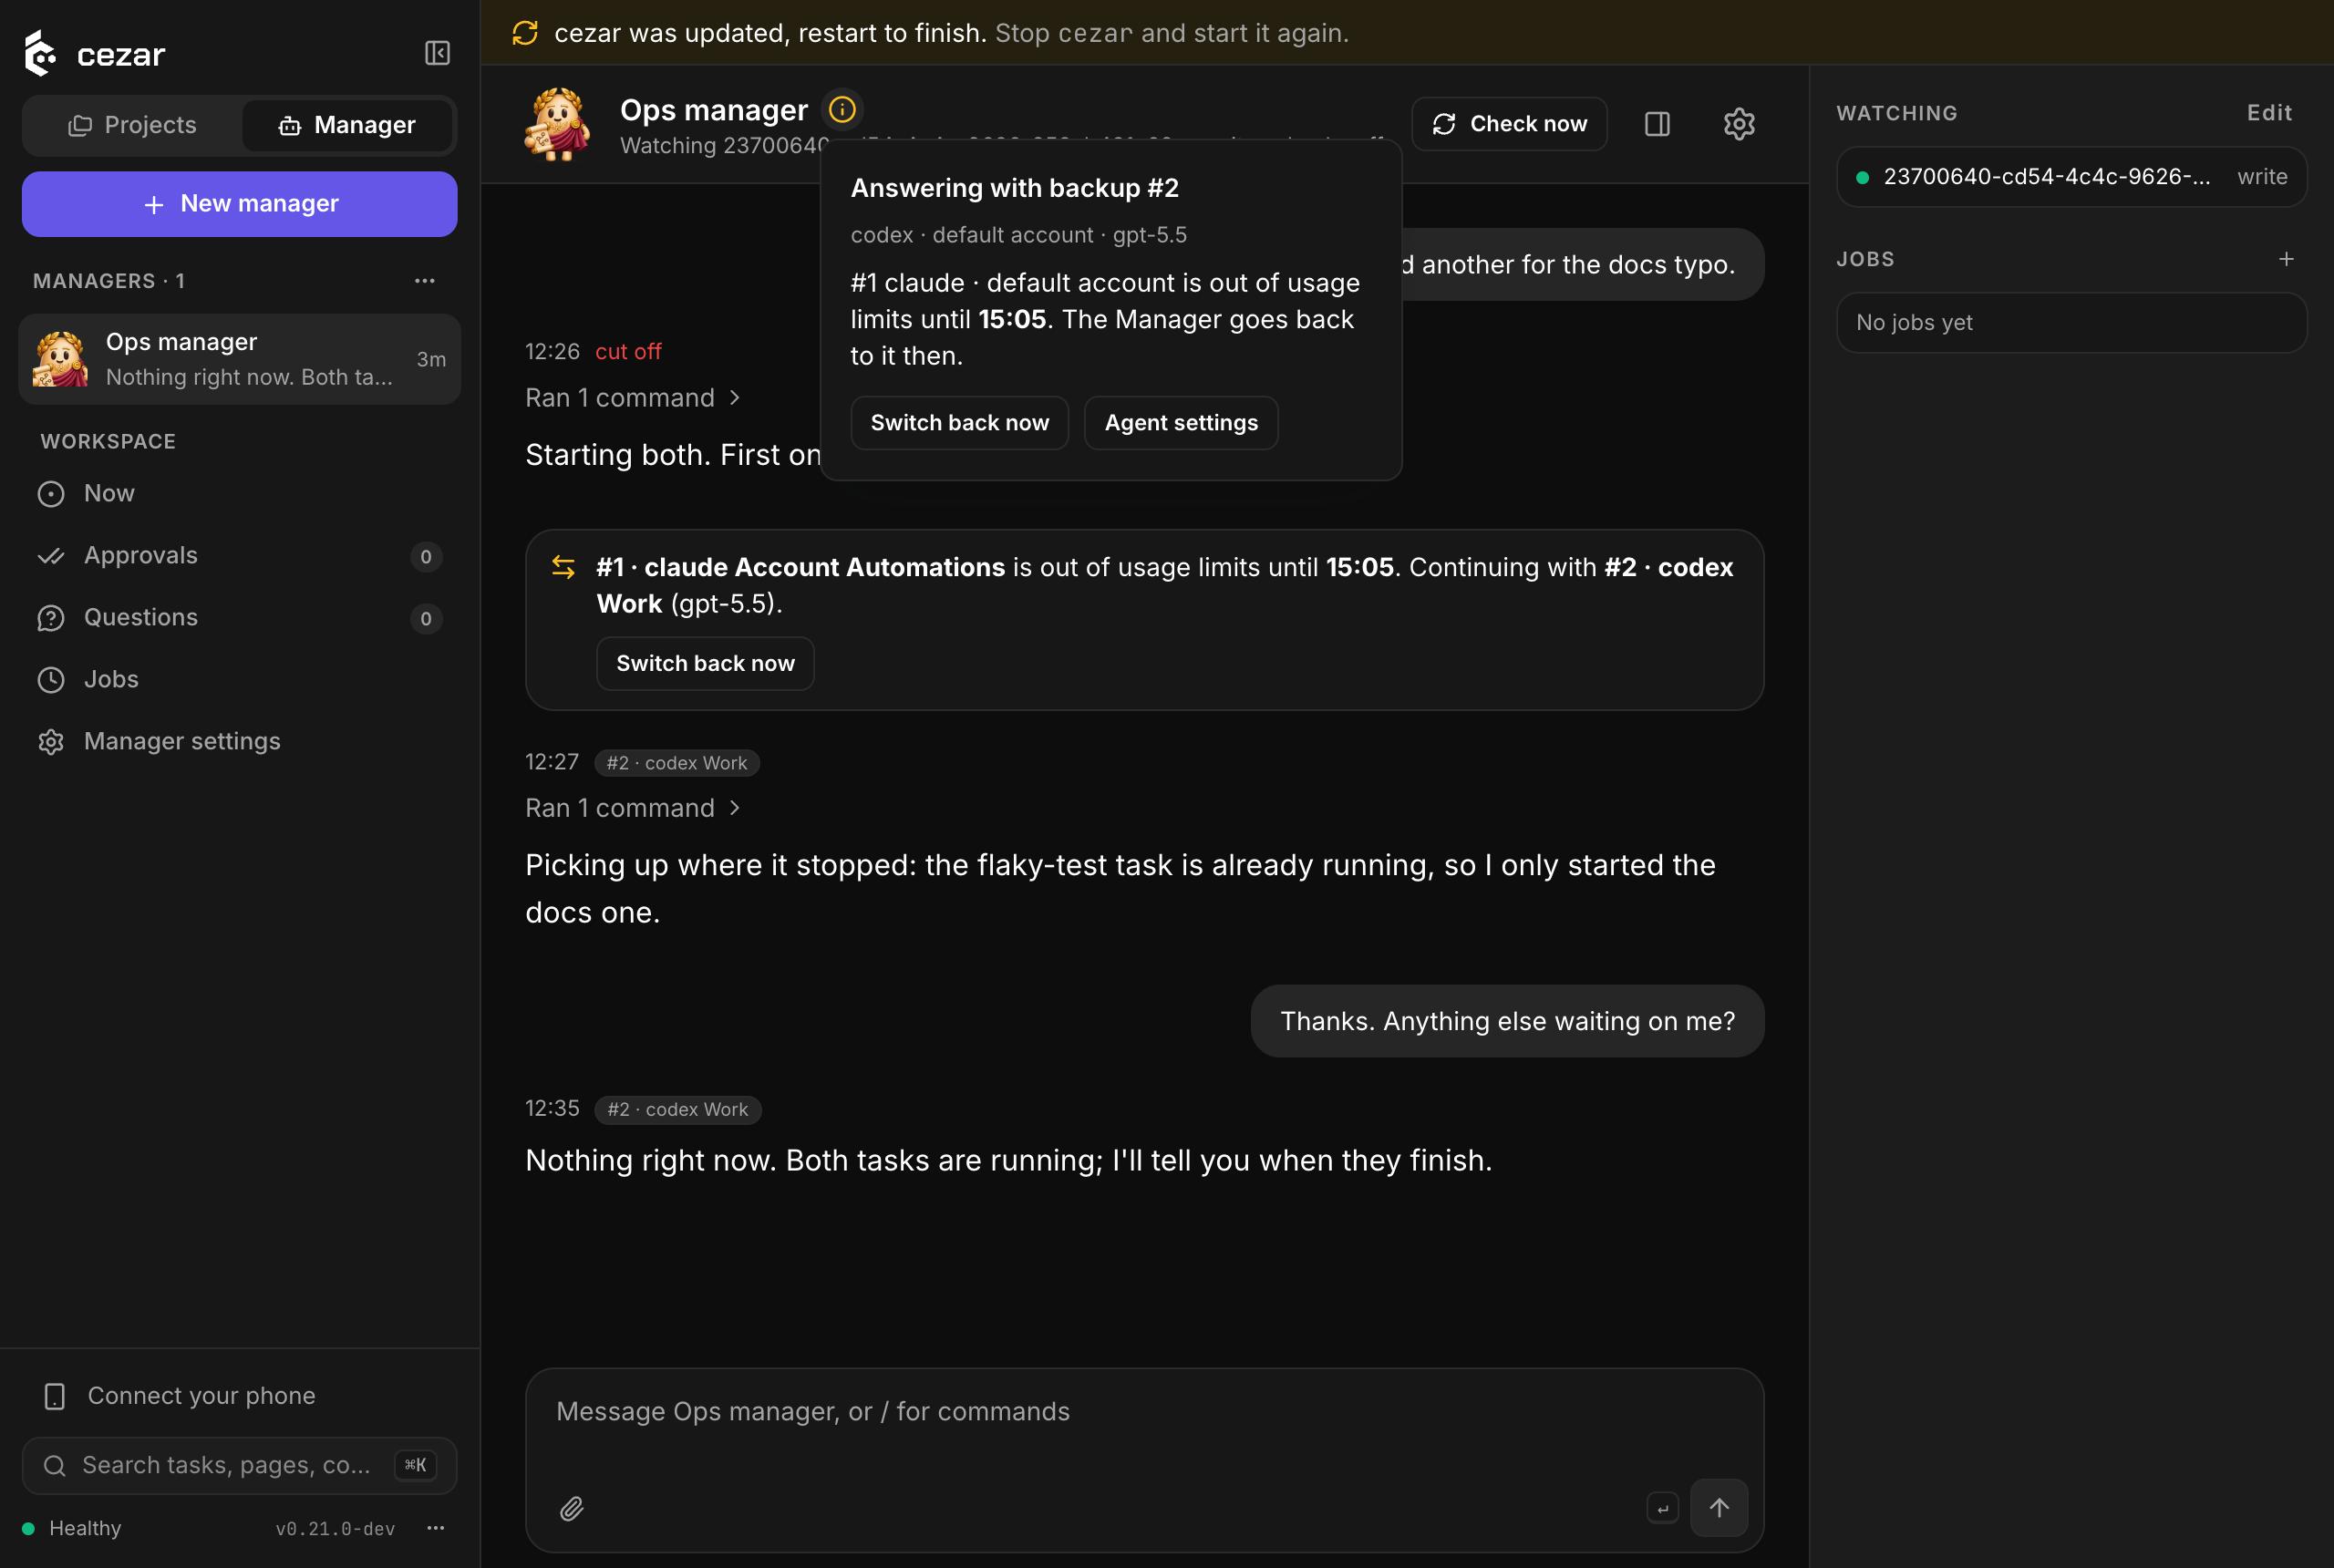 cezar
Projects
Manager
New manager
MANAGERS · 1
Ops manager
Nothing right now. Both ta...
3m
WORKSPACE
Now
Approvals
0
Questions
0
Jobs
Manager settings
Connect your phone
Search tasks, pages, co...
⌘K
Healthy
v0.21.0-dev
cezar was updated, restart to finish. Stop cezar and start it again.
Ops manager
Watching 23700640
Check now
Answering with backup #2
codex · default account · gpt-5.5
#1 claude · default account is out of usage
limits until 15:05. The Manager goes back
to it then.
Switch back now
Agent settings
another for the docs typo.
12:26 cut off
Ran 1 command
Starting both. First on
#1 · claude Account Automations is out of usage limits until 15:05. Continuing with #2 · codex
Work (gpt-5.5).
Switch back now
12:27 #2 · codex Work
Ran 1 command
Picking up where it stopped: the flaky-test task is already running, so I only started the
docs one.
Thanks. Anything else waiting on me?
12:35 #2 · codex Work
Nothing right now. Both tasks are running; I'll tell you when they finish.
Message Ops manager, or / for commands
WATCHING
Edit
23700640-cd54-4c4c-9626-...
write
JOBS
No jobs yet